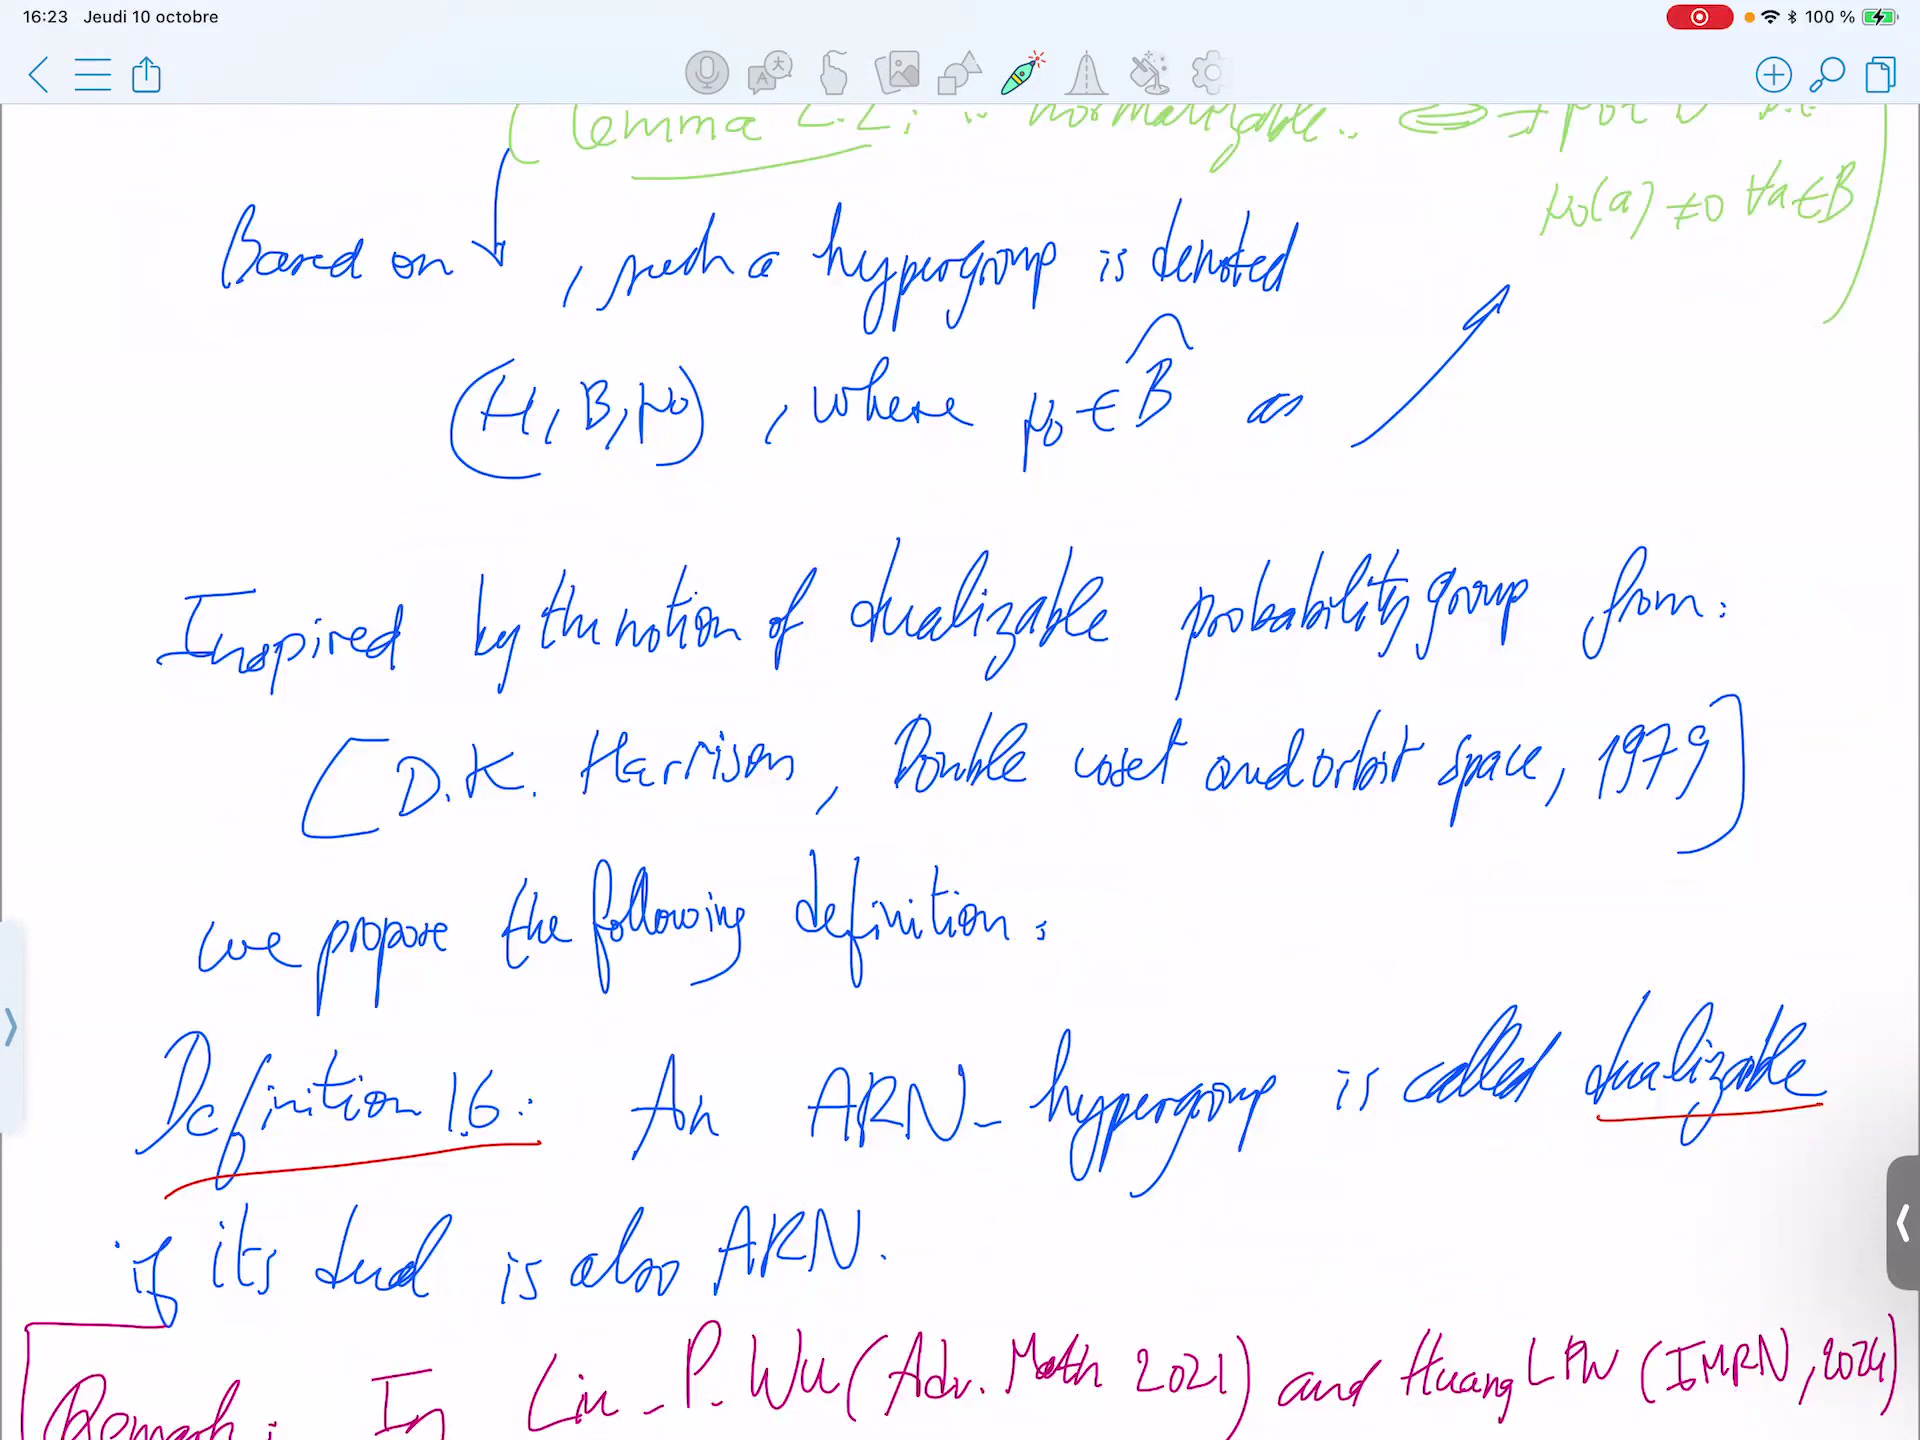 16:23 Jeudi 10 octobre 100 %
(Lemma 2.2: normalizable ⟺ ∃ μ₀
μ₀(a) ≠ 0 ∀a∈B
Based on ↓, such a hypergroup is denoted
(H, B, μ₀), where μ₀ ∈ B̂ as
Inspired by the notion of dualizable probability group from:
[D.K. Harrison, Double coset and orbit space, 1979]
we propose the following definition:
Definition 1.6: An ARN-hypergroup is called dualizable
if its dual is also ARN.
Remark: In Liu-P.Wu (Adv. Math 2021) and Huang LPW (IMRN, 2024)